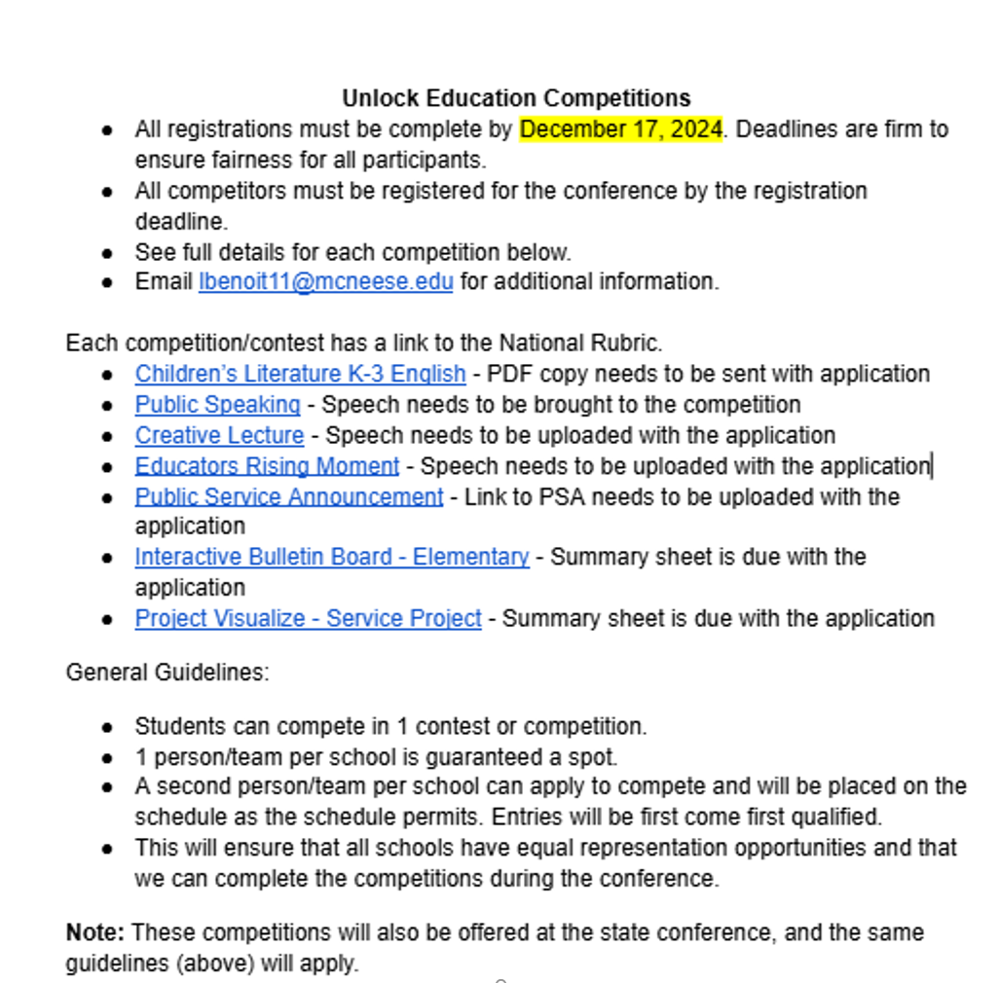 Unlock Education Competitions
● All registrations must be complete by December 17, 2024. Deadlines are firm to
ensure fairness for all participants.
● All competitors must be registered for the conference by the registration
deadline.
● See full details for each competition below.
● Email lbenoit11@mcneese.edu for additional information.
Each competition/contest has a link to the National Rubric.
● Children's Literature K-3 English - PDF copy needs to be sent with application
● Public Speaking - Speech needs to be brought to the competition
● Creative Lecture - Speech needs to be uploaded with the application
● Educators Rising Moment - Speech needs to be uploaded with the application
● Public Service Announcement - Link to PSA needs to be uploaded with the
application
● Interactive Bulletin Board - Elementary - Summary sheet is due with the
application
● Project Visualize - Service Project - Summary sheet is due with the application
General Guidelines:
● Students can compete in 1 contest or competition.
● 1 person/team per school is guaranteed a spot.
● A second person/team per school can apply to compete and will be placed on the
schedule as the schedule permits. Entries will be first come first qualified.
● This will ensure that all schools have equal representation opportunities and that
we can complete the competitions during the conference.
Note: These competitions will also be offered at the state conference, and the same
guidelines (above) will apply.